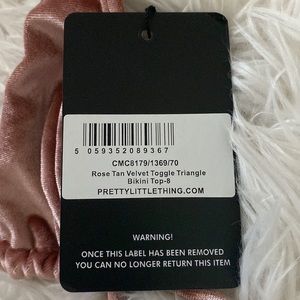 5 059352 089367
CMC8179/1369/70
Rose Tan Velvet Toggle Triangle
Bikini Top-8
PRETTYLITTLETHING.COM
WARNING!
ONCE THIS LABEL HAS BEEN REMOVED
YOU CAN NO LONGER RETURN THIS ITEM